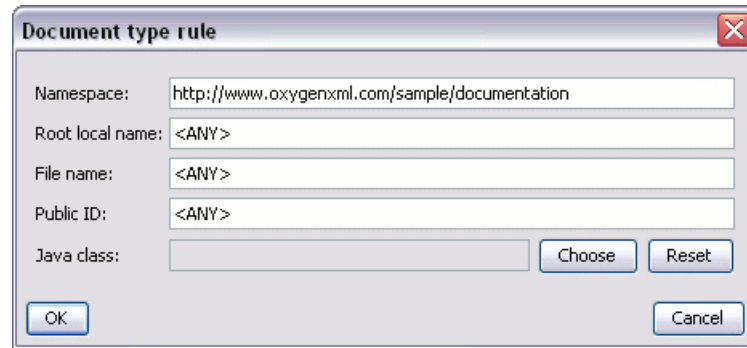 Document type rule
Namespace: http://www.oxygenxml.com/sample/documentation
Root local name: <ANY>
File name: <ANY>
Public ID: <ANY>
Java class: Choose Reset
OK Cancel